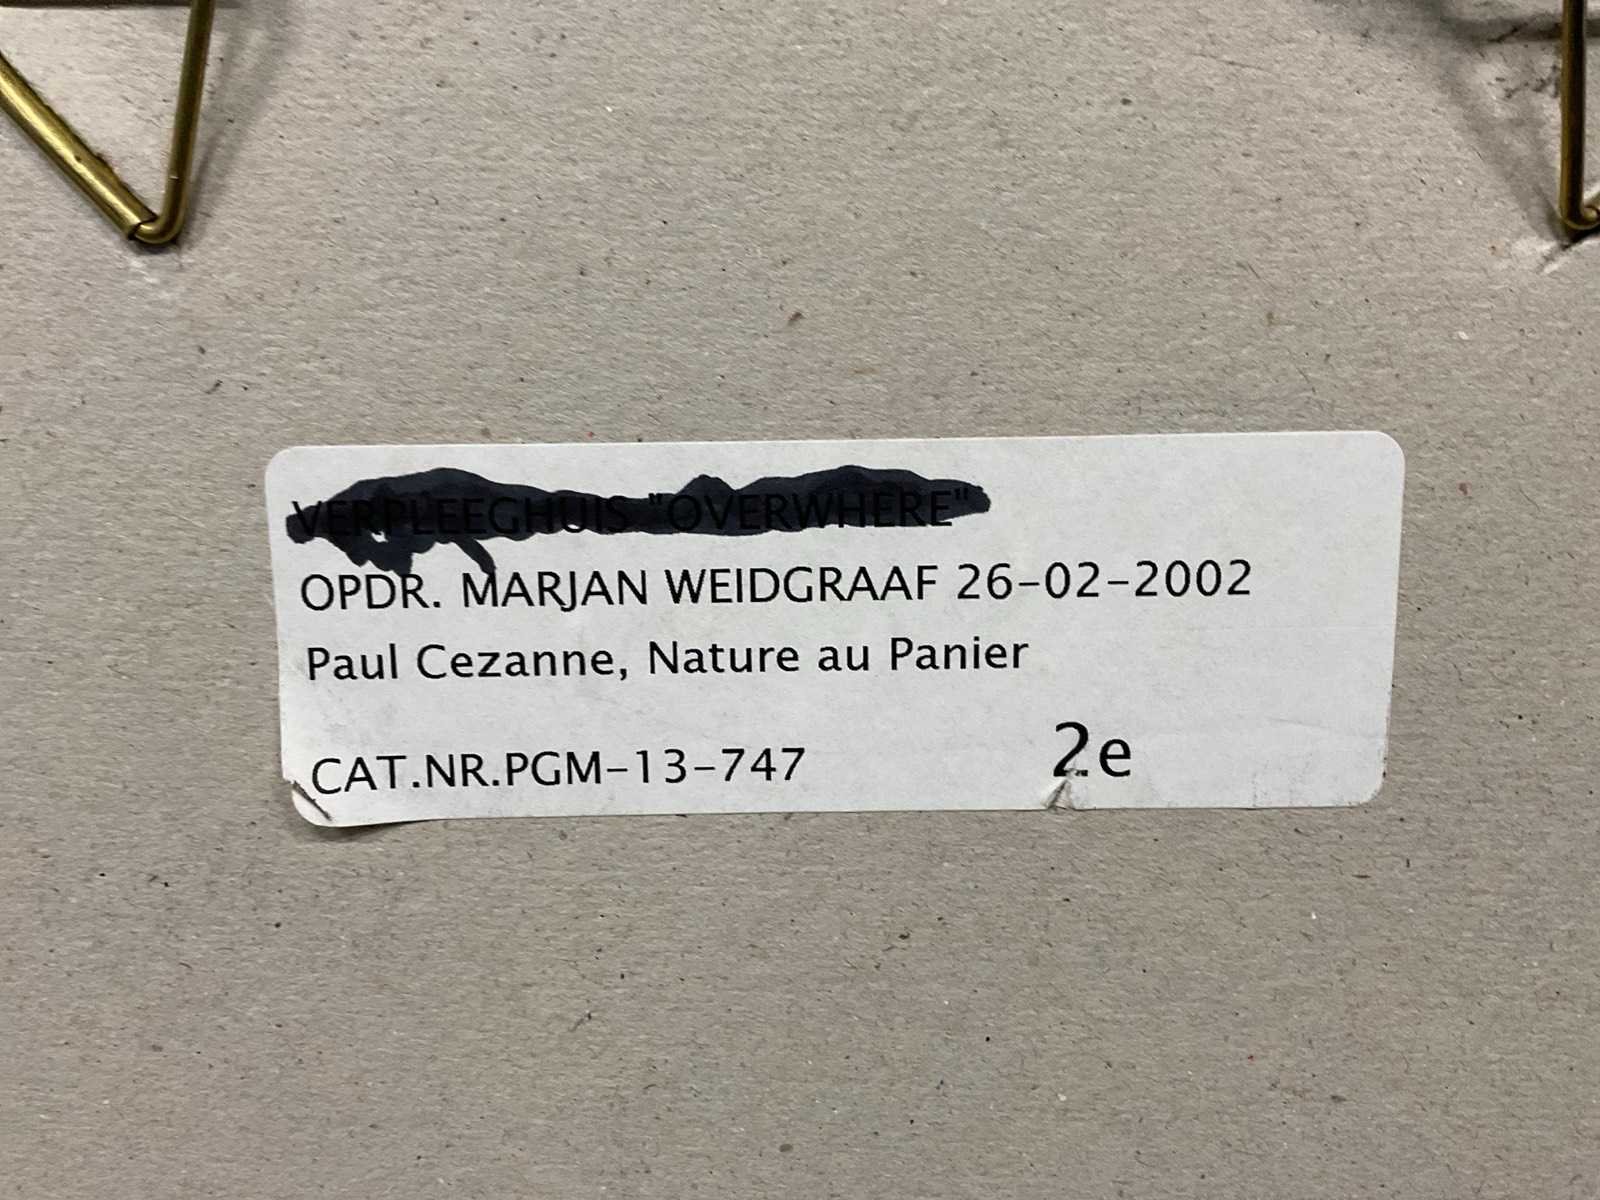 VERPLEEGHUIS "OVERWHERE"
OPDR. MARJAN WEIDGRAAF 26-02-2002
Paul Cezanne, Nature au Panier
CAT.NR.PGM-13-747 2e